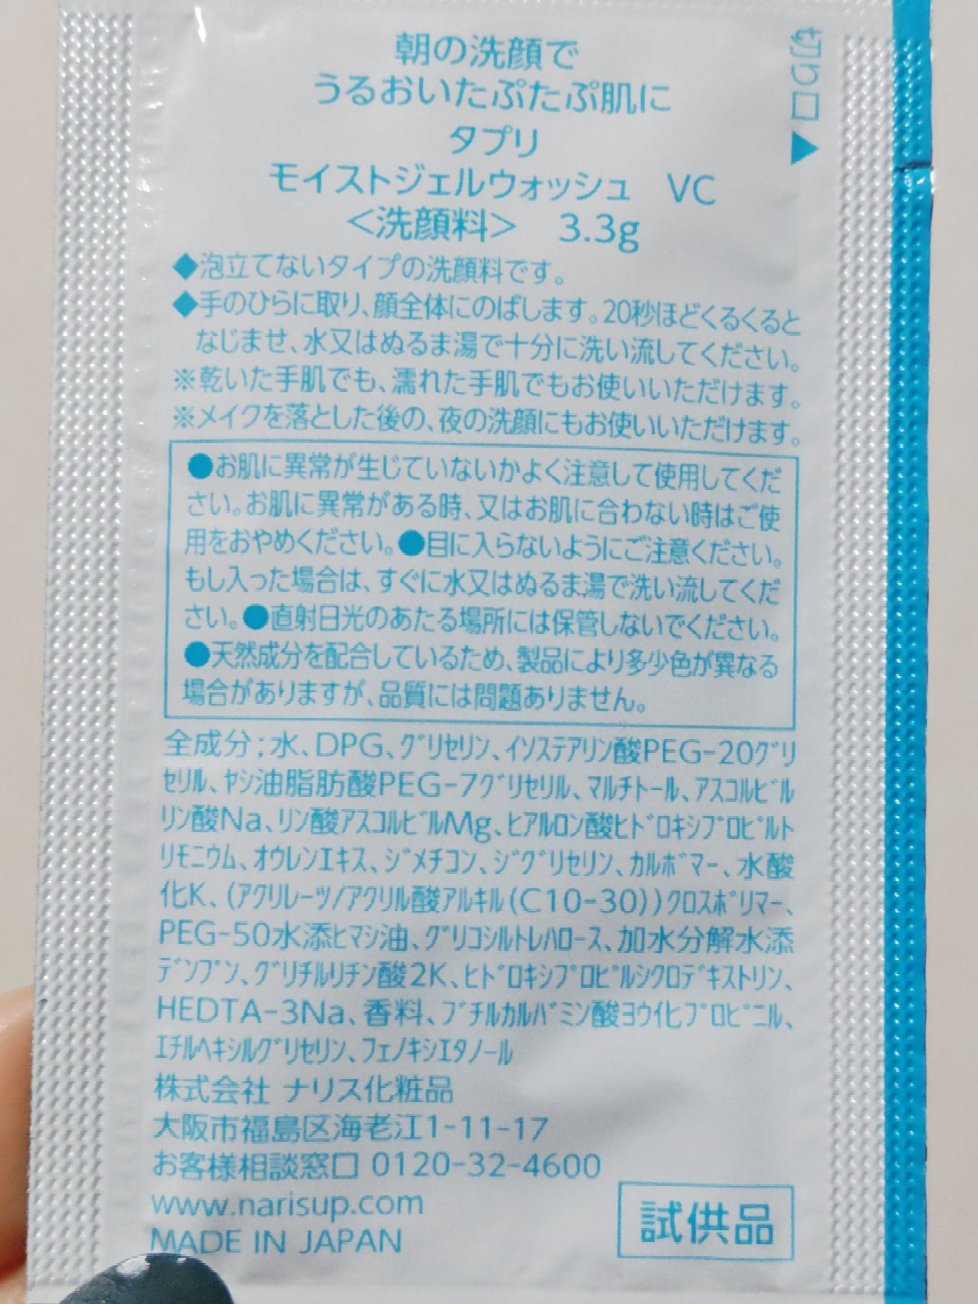 朝の洗顔で
うるおいたぷたぷ肌に
タプリ
モイストジェルウォッシュ VC
＜洗顔料＞ 3.3g
切り口▶
◆泡立てないタイプの洗顔料です。
◆手のひらに取り、顔全体にのばします。20秒ほどくるくると
なじませ、水又はぬるま湯で十分に洗い流してください。
※乾いた手肌でも、濡れた手肌でもお使いいただけます。
※メイクを落とした後の、夜の洗顔にもお使いいただけます。
●お肌に異常が生じていないかよく注意して使用してくだ
さい。お肌に異常がある時、又はお肌に合わない時はご使
用をおやめください。●目に入らないようにご注意ください。
もし入った場合は、すぐに水又はぬるま湯で洗い流してくだ
さい。●直射日光のあたる場所には保管しないでください。
●天然成分を配合しているため、製品により多少色が異なる
場合がありますが、品質には問題ありません。
全成分；水、DPG、ｸﾞﾘｾﾘﾝ、ｲｿｽﾃｱﾘﾝ酸PEG-20ｸﾞﾘ
ｾﾘﾙ、ﾔｼ油脂肪酸PEG-7ｸﾞﾘｾﾘﾙ、ﾏﾙﾁﾄｰﾙ、ｱｽｺﾙﾋﾞﾙ
ﾘﾝ酸Na、ﾘﾝ酸ｱｽｺﾙﾋﾞﾙMg、ﾋｱﾙﾛﾝ酸ﾋﾄﾞﾛｷｼﾌﾟﾛﾋﾟﾙﾄ
ﾘﾓﾆｳﾑ、ｵｳﾚﾝｴｷｽ、ｼﾞﾒﾁｺﾝ、ｼﾞｸﾞﾘｾﾘﾝ、ｶﾙﾎﾞﾏｰ、水酸
化K、(ｱｸﾘﾚｰﾂ/ｱｸﾘﾙ酸ｱﾙｷﾙ(C10-30))ｸﾛｽﾎﾟﾘﾏｰ、
PEG-50水添ﾋﾏｼ油、ｸﾞﾘｺｼﾙﾄﾚﾊﾛｰｽ、加水分解水添
ﾃﾞﾝﾌﾟﾝ、ｸﾞﾘﾁﾙﾘﾁﾝ酸2K、ﾋﾄﾞﾛｷｼﾌﾟﾛﾋﾟﾙｼｸﾛﾃﾞｷｽﾄﾘﾝ、
HEDTA-3Na、香料、ﾌﾞﾁﾙｶﾙﾊﾞﾐﾝ酸ﾖｳ化ﾌﾟﾛﾋﾟﾆﾙ、
ｴﾁﾙﾍｷｼﾙｸﾞﾘｾﾘﾝ、ﾌｪﾉｷｼｴﾀﾉｰﾙ
株式会社 ナリス化粧品
大阪市福島区海老江1-11-17
お客様相談窓口 0120-32-4600
www.narisup.com
MADE IN JAPAN
試供品